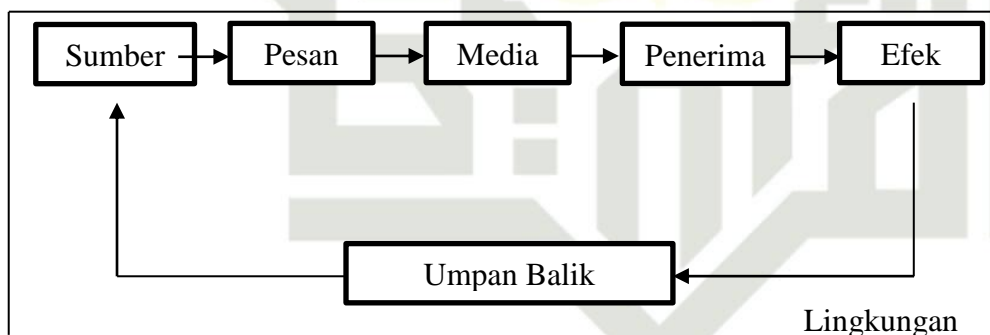 Sumber
Pesan
Media
Penerima
Efek
Umpan Balik
Lingkungan